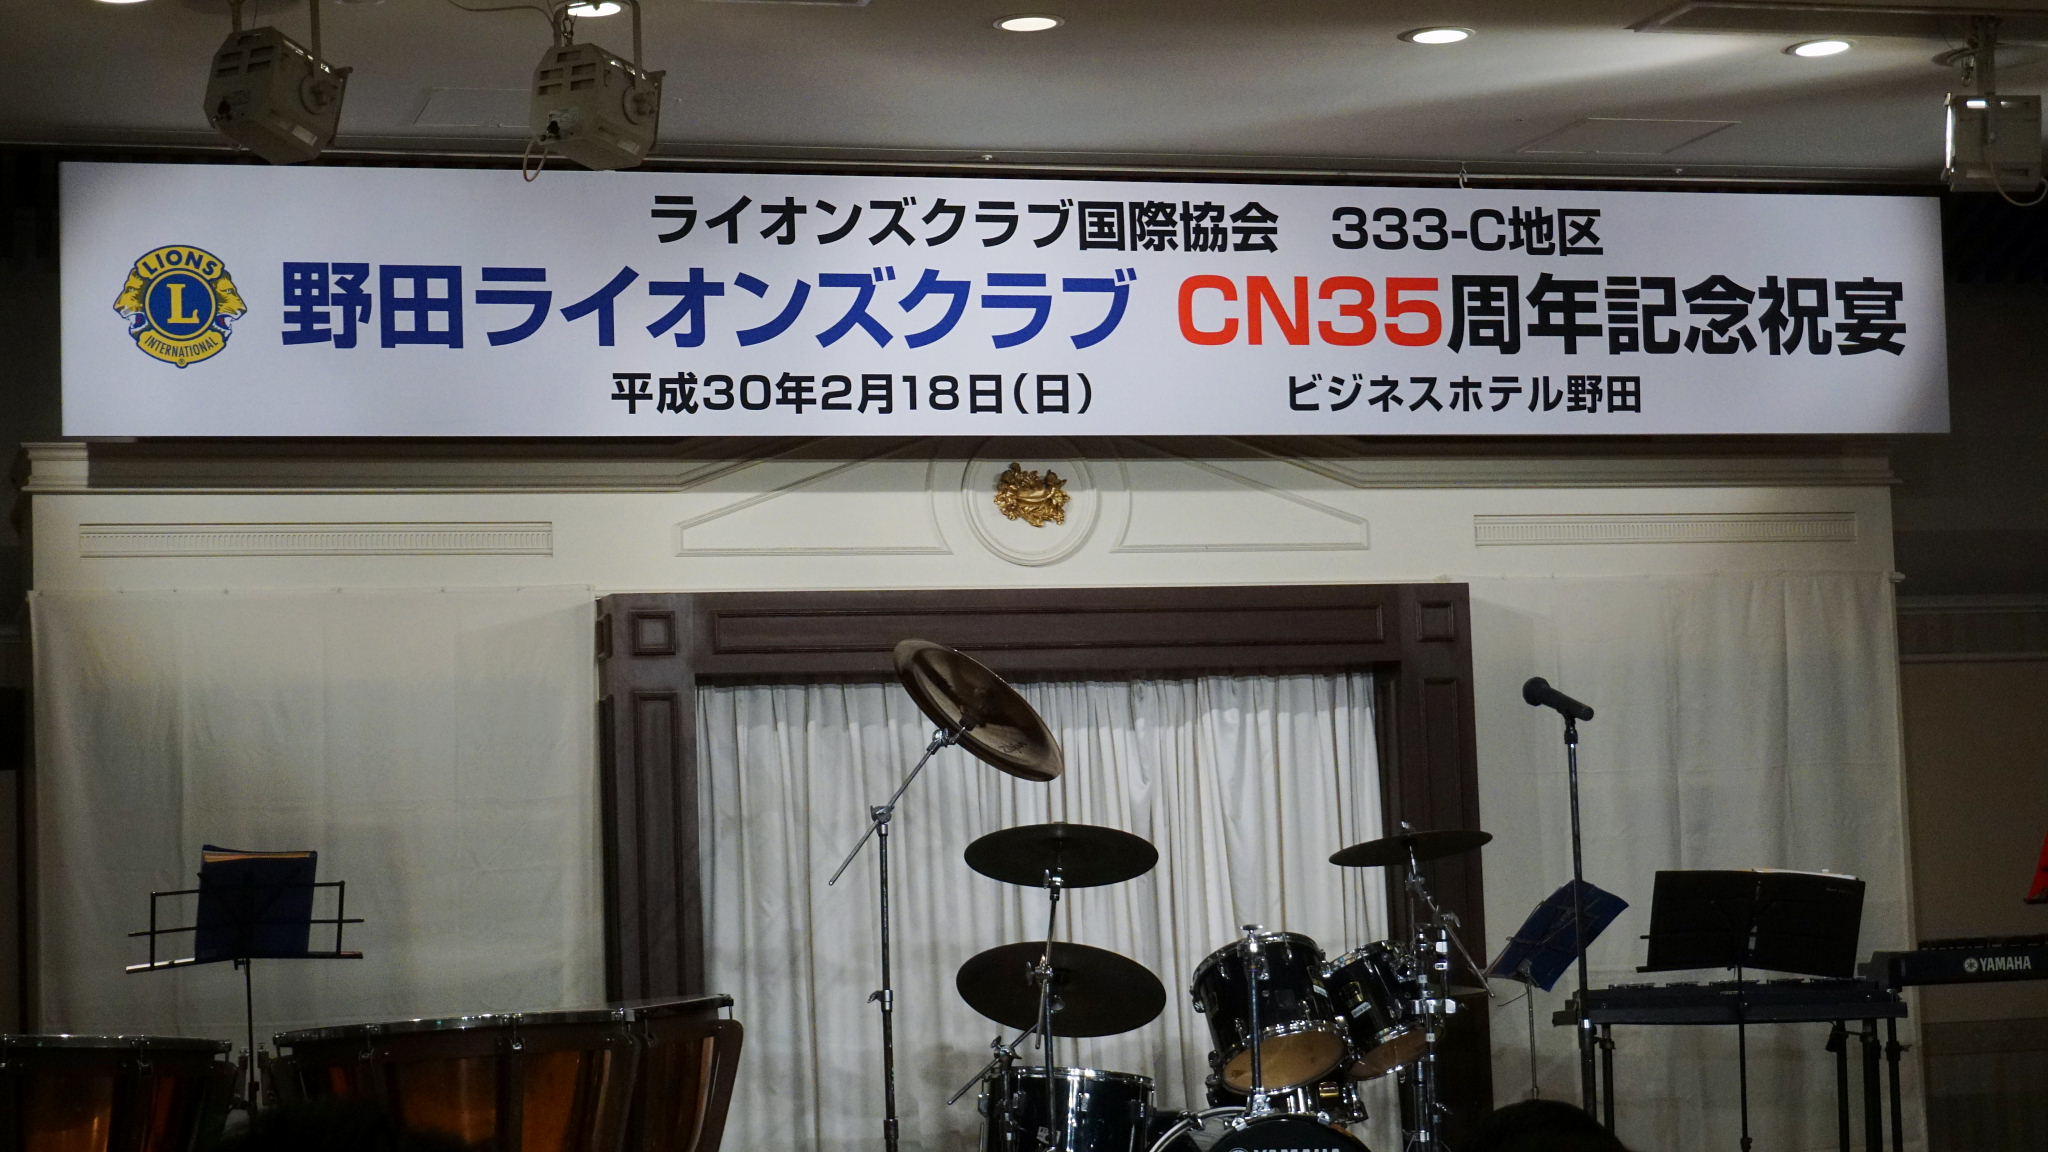 ライオンズクラブ国際協会　333-C地区
LIONS
L
INTERNATIONAL
®
野田ライオンズクラブ CN35周年記念祝宴
平成30年2月18日（日）　ビジネスホテル野田
YAMAHA
YAMAHA